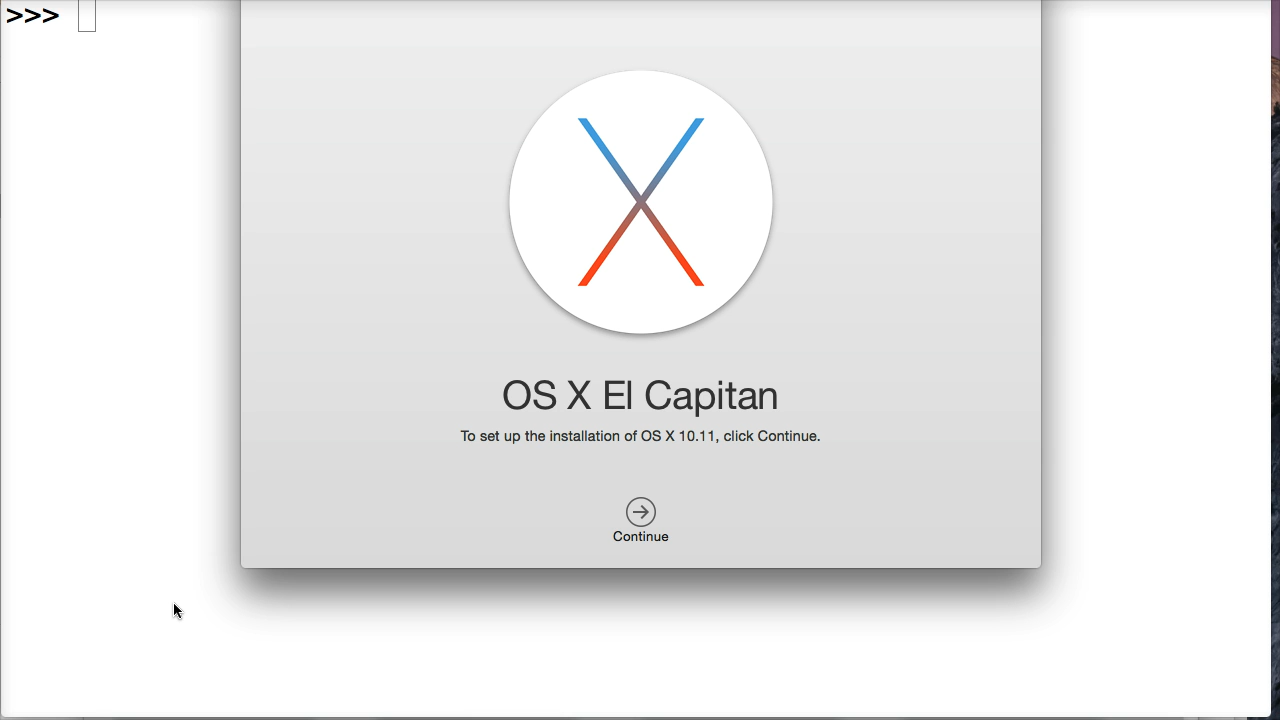 >>>
X
OS X El Capitan
To set up the installation of OS X 10.11, click Continue.
Continue